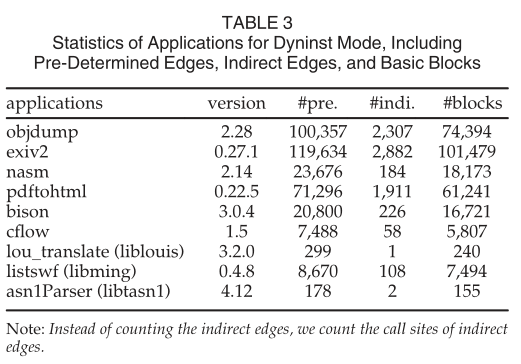 TABLE 3
Statistics of Applications for Dyninst Mode, Including
Pre-Determined Edges, Indirect Edges, and Basic Blocks
applications version #pre. #indi. #blocks
objdump 2.28 100,357 2,307 74,394
exiv2 0.27.1 119,634 2,882 101,479
nasm 2.14 23,676 184 18,173
pdftohtml 0.22.5 71,296 1,911 61,241
bison 3.0.4 20,800 226 16,721
cflow 1.5 7,488 58 5,807
lou_translate (liblouis) 3.2.0 299 1 240
listswf (libming) 0.4.8 8,670 108 7,494
asn1Parser (libtasn1) 4.12 178 2 155
Note: Instead of counting the indirect edges, we count the call sites of indirect
edges.